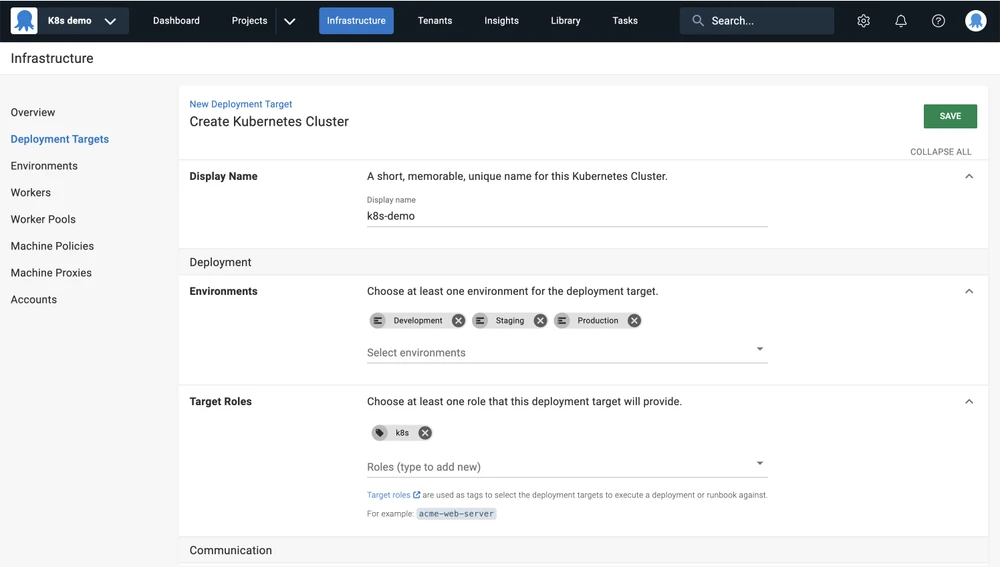 K8s demo
Dashboard
Projects
Infrastructure
Tenants
Insights
Library
Tasks
Search...
Infrastructure
Overview
Deployment Targets
Environments
Workers
Worker Pools
Machine Policies
Machine Proxies
Accounts
New Deployment Target
Create Kubernetes Cluster
SAVE
COLLAPSE ALL
Display Name
A short, memorable, unique name for this Kubernetes Cluster.
Display name
k8s-demo
Deployment
Environments
Choose at least one environment for the deployment target.
Development
Staging
Production
Select environments
Target Roles
Choose at least one role that this deployment target will provide.
k8s
Roles (type to add new)
Target roles are used as tags to select the deployment targets to execute a deployment or runbook against.
For example: acme-web-server
Communication